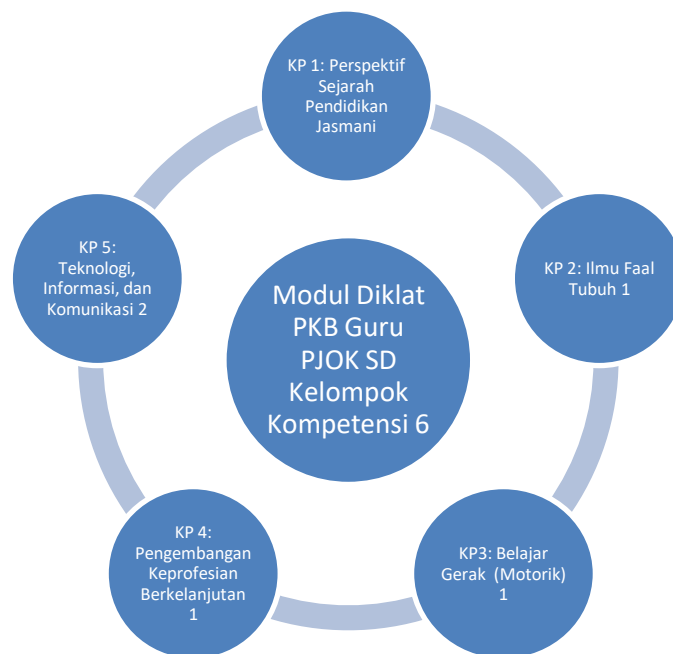 KP 1: Perspektif
Sejarah
Pendidikan
Jasmani
KP 2: Ilmu Faal
Tubuh 1
KP3: Belajar
Gerak (Motorik)
1
KP 4:
Pengembangan
Keprofesian
Berkelanjutan
1
KP 5:
Teknologi,
Informasi, dan
Komunikasi 2
Modul Diklat
PKB Guru
PJOK SD
Kelompok
Kompetensi 6